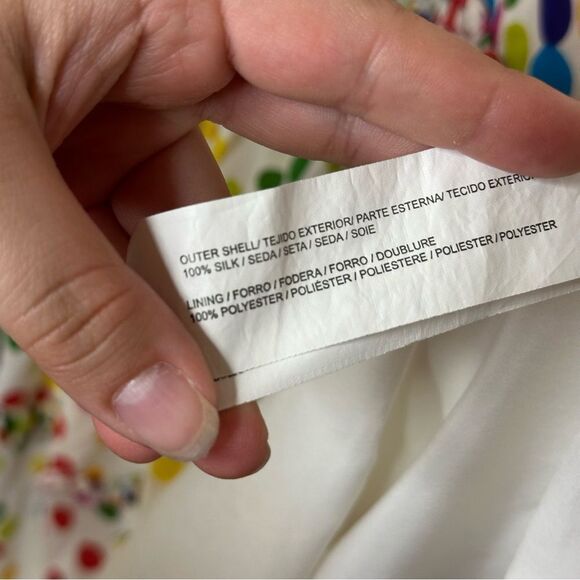 OUTER SHELL/ TEJIDO EXTERIOR/ PARTE ESTERNA/ TECIDO
100% SILK / SEDA / SETA / SEDA / SOIE
LINING / FORRO / FODERA / FORRO / DOUBLURE
100% POLYESTER / POLIÉSTER / POLIESTERE / POLIESTER / POLYESTER